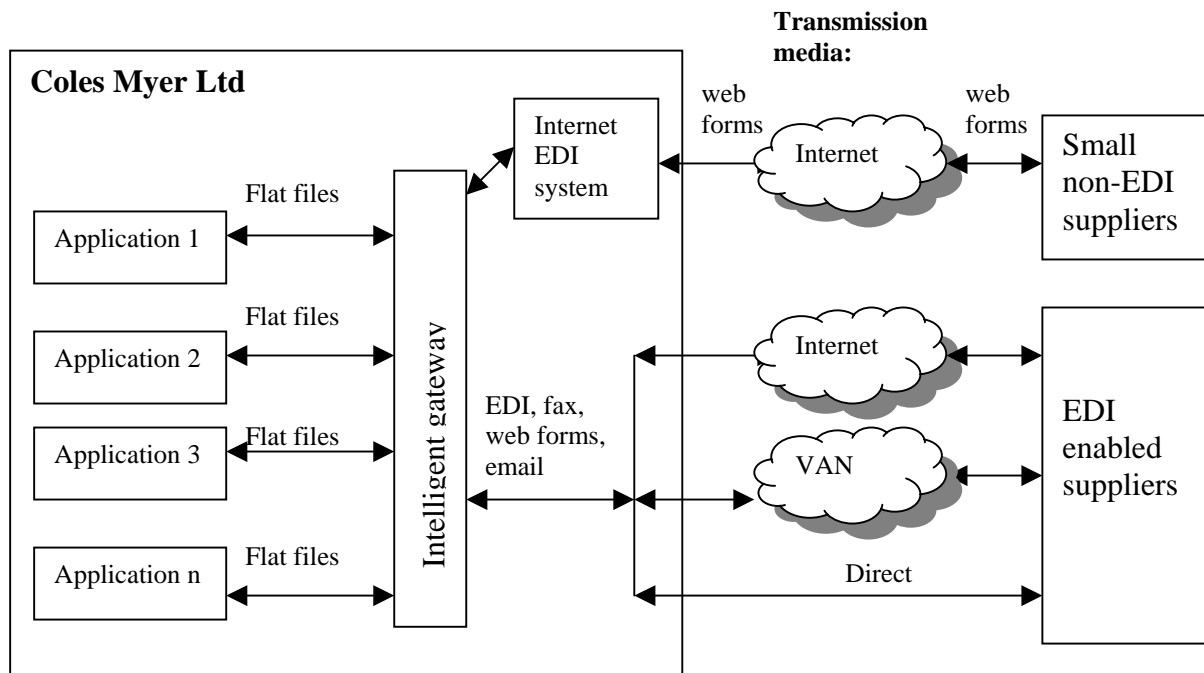 Transmission
media:
Coles Myer Ltd
web
forms
web
forms
Internet
EDI
system
Internet
Small
non-EDI
suppliers
Flat files
Application 1
Flat files
Application 2
Internet
Intelligent gateway
EDI, fax,
web forms,
email
EDI
enabled
suppliers
Flat files
Application 3
VAN
Flat files
Application n
Direct